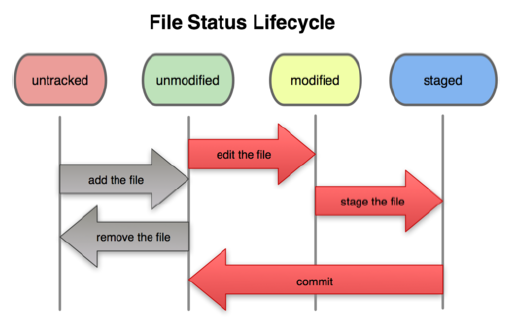 File Status Lifecycle
untracked
unmodified
modified
staged
edit the file
add the file
stage the file
remove the file
commit